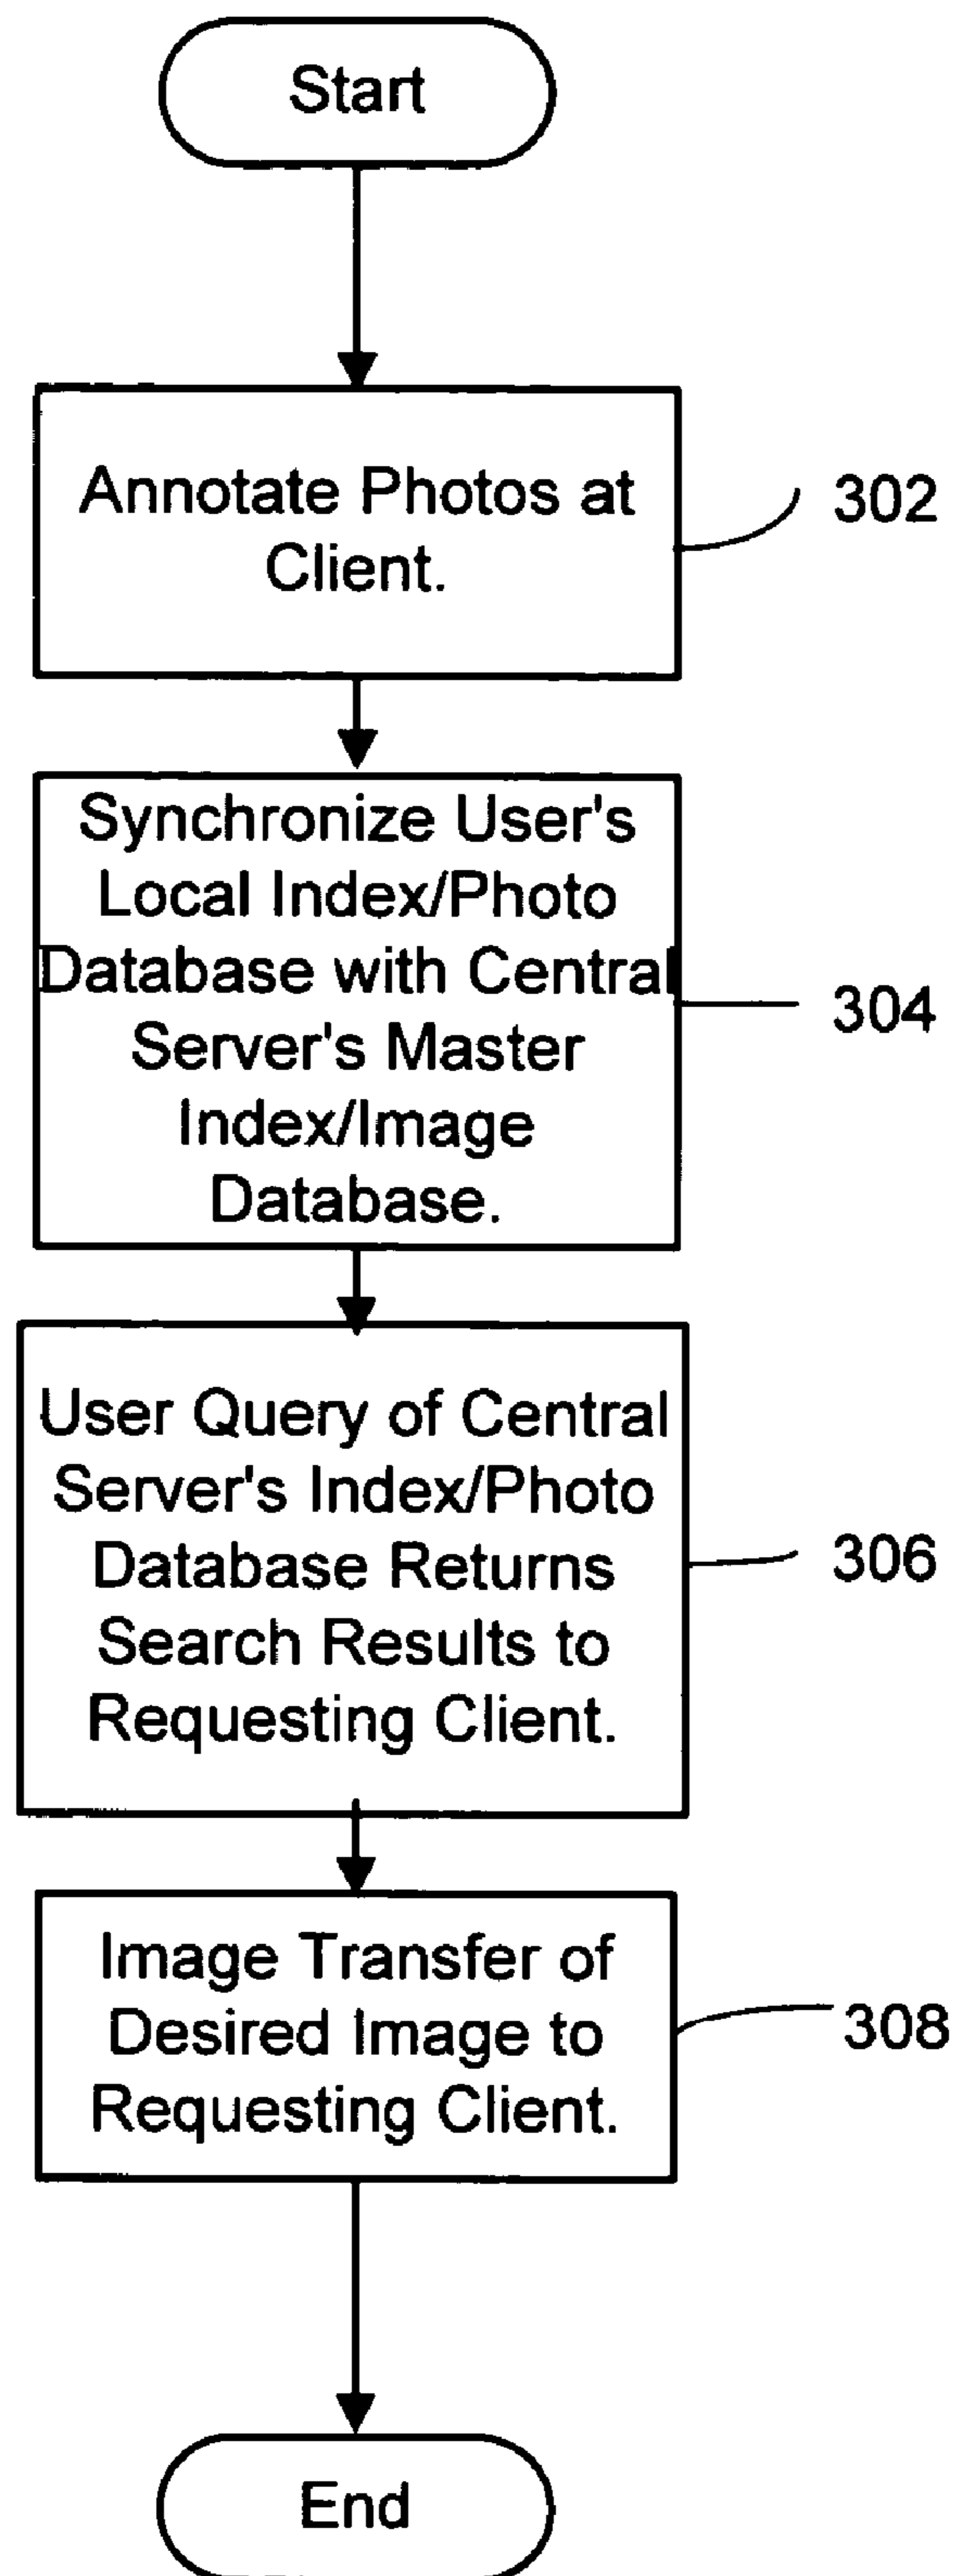 Start
Annotate Photos at
Client.
302
Synchronize User's
Local Index/Photo
Database with Central
Server's Master
Index/Image
Database.
304
User Query of Central
Server's Index/Photo
Database Returns
Search Results to
Requesting Client.
306
Image Transfer of
Desired Image to
Requesting Client.
308
End